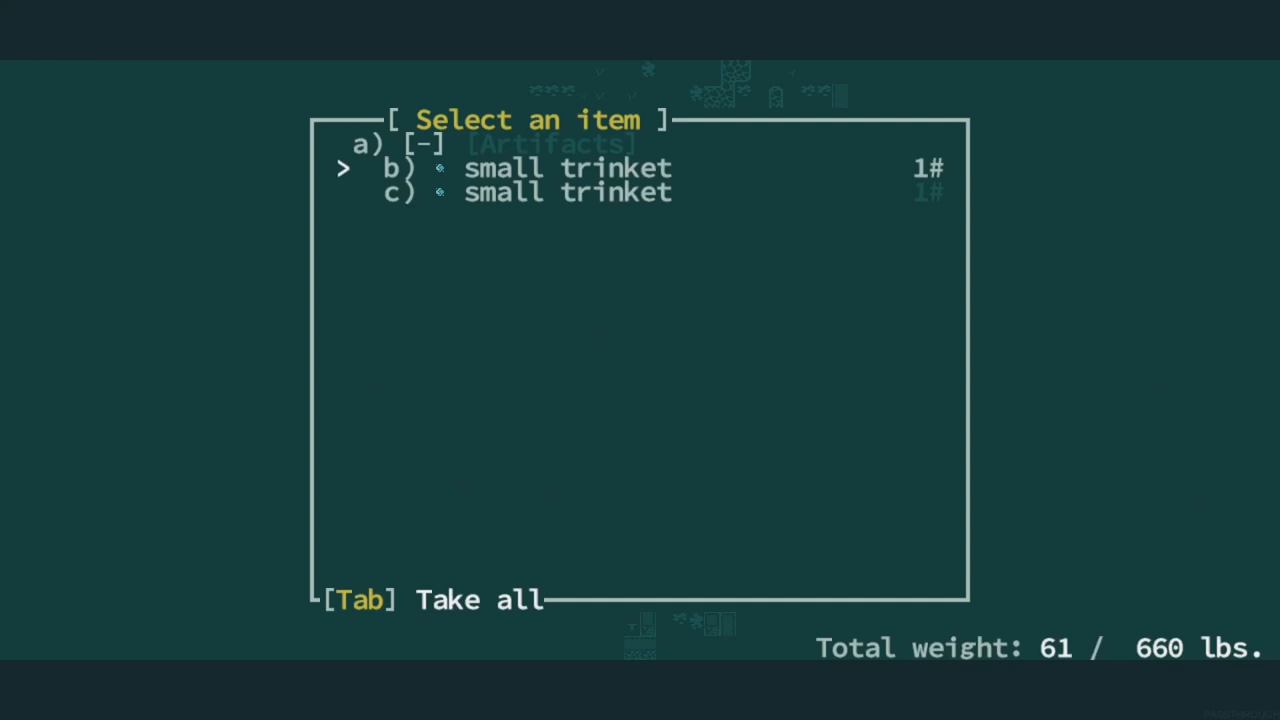 [ Select an item ]
a) [-] [Artifacts]
> b) small trinket 1#
c) small trinket 1#
[Tab] Take all
Total weight: 61 / 660 lbs.